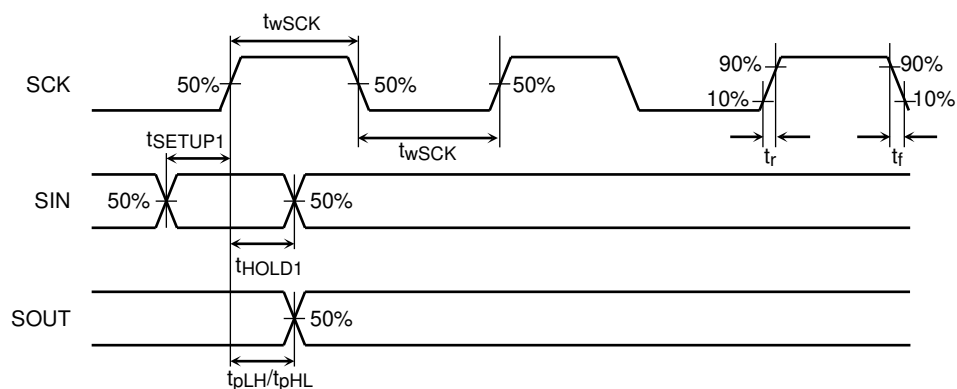 twSCK
SCK 50% 50% 50% 90% 90%
10% 10%
tSETUP1 twSCK tr tf
SIN 50% 50%
tHOLD1
SOUT 50%
tpLH/tpHL